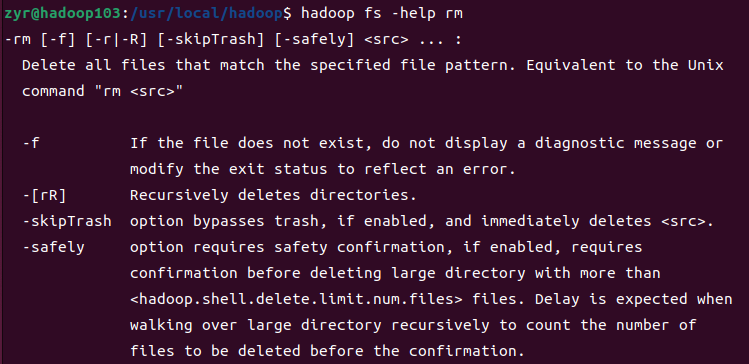 zyr@hadoop103:/usr/local/hadoop$ hadoop fs -help rm
-rm [-f] [-r|-R] [-skipTrash] [-safely] <src> ... :
  Delete all files that match the specified file pattern. Equivalent to the Unix
  command "rm <src>"

  -f          If the file does not exist, do not display a diagnostic message or
              modify the exit status to reflect an error.
  -[rR]       Recursively deletes directories.
  -skipTrash  option bypasses trash, if enabled, and immediately deletes <src>.
  -safely     option requires safety confirmation, if enabled, requires
              confirmation before deleting large directory with more than
              <hadoop.shell.delete.limit.num.files> files. Delay is expected when
              walking over large directory recursively to count the number of
              files to be deleted before the confirmation.